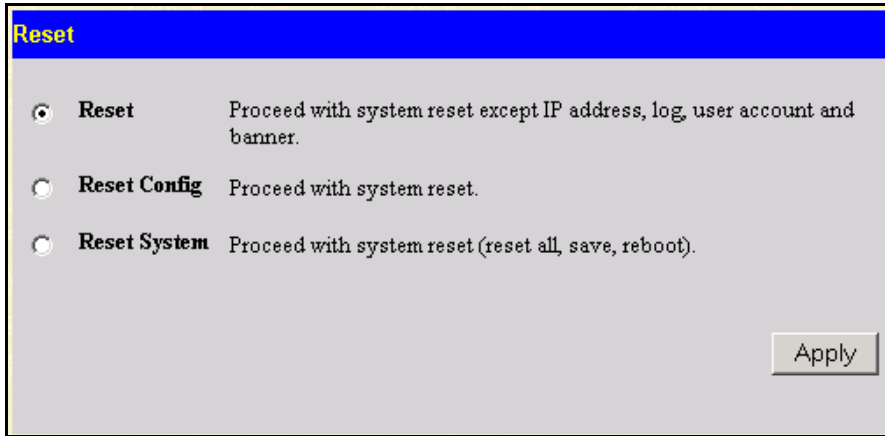 Reset
Reset Proceed with system reset except IP address, log, user account and
banner.
Reset Config Proceed with system reset.
Reset System Proceed with system reset (reset all, save, reboot).
Apply